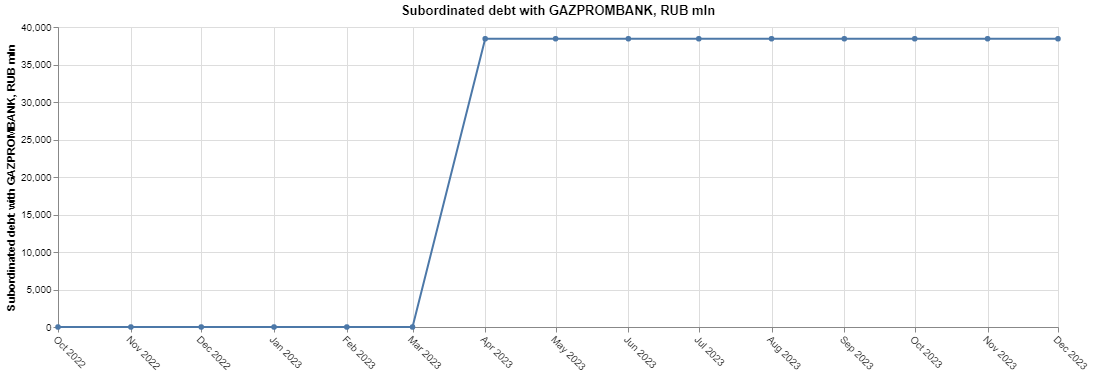 Subordinated debt with GAZPROMBANK, RUB mln
Subordinated debt with GAZPROMBANK, RUB mln
40,000
35,000
30,000
25,000
20,000
15,000
10,000
5,000
0
Oct 2022
Nov 2022
Dec 2022
Jan 2023
Feb 2023
Mar 2023
Apr 2023
May 2023
Jun 2023
Jul 2023
Aug 2023
Sep 2023
Oct 2023
Nov 2023
Dec 2023